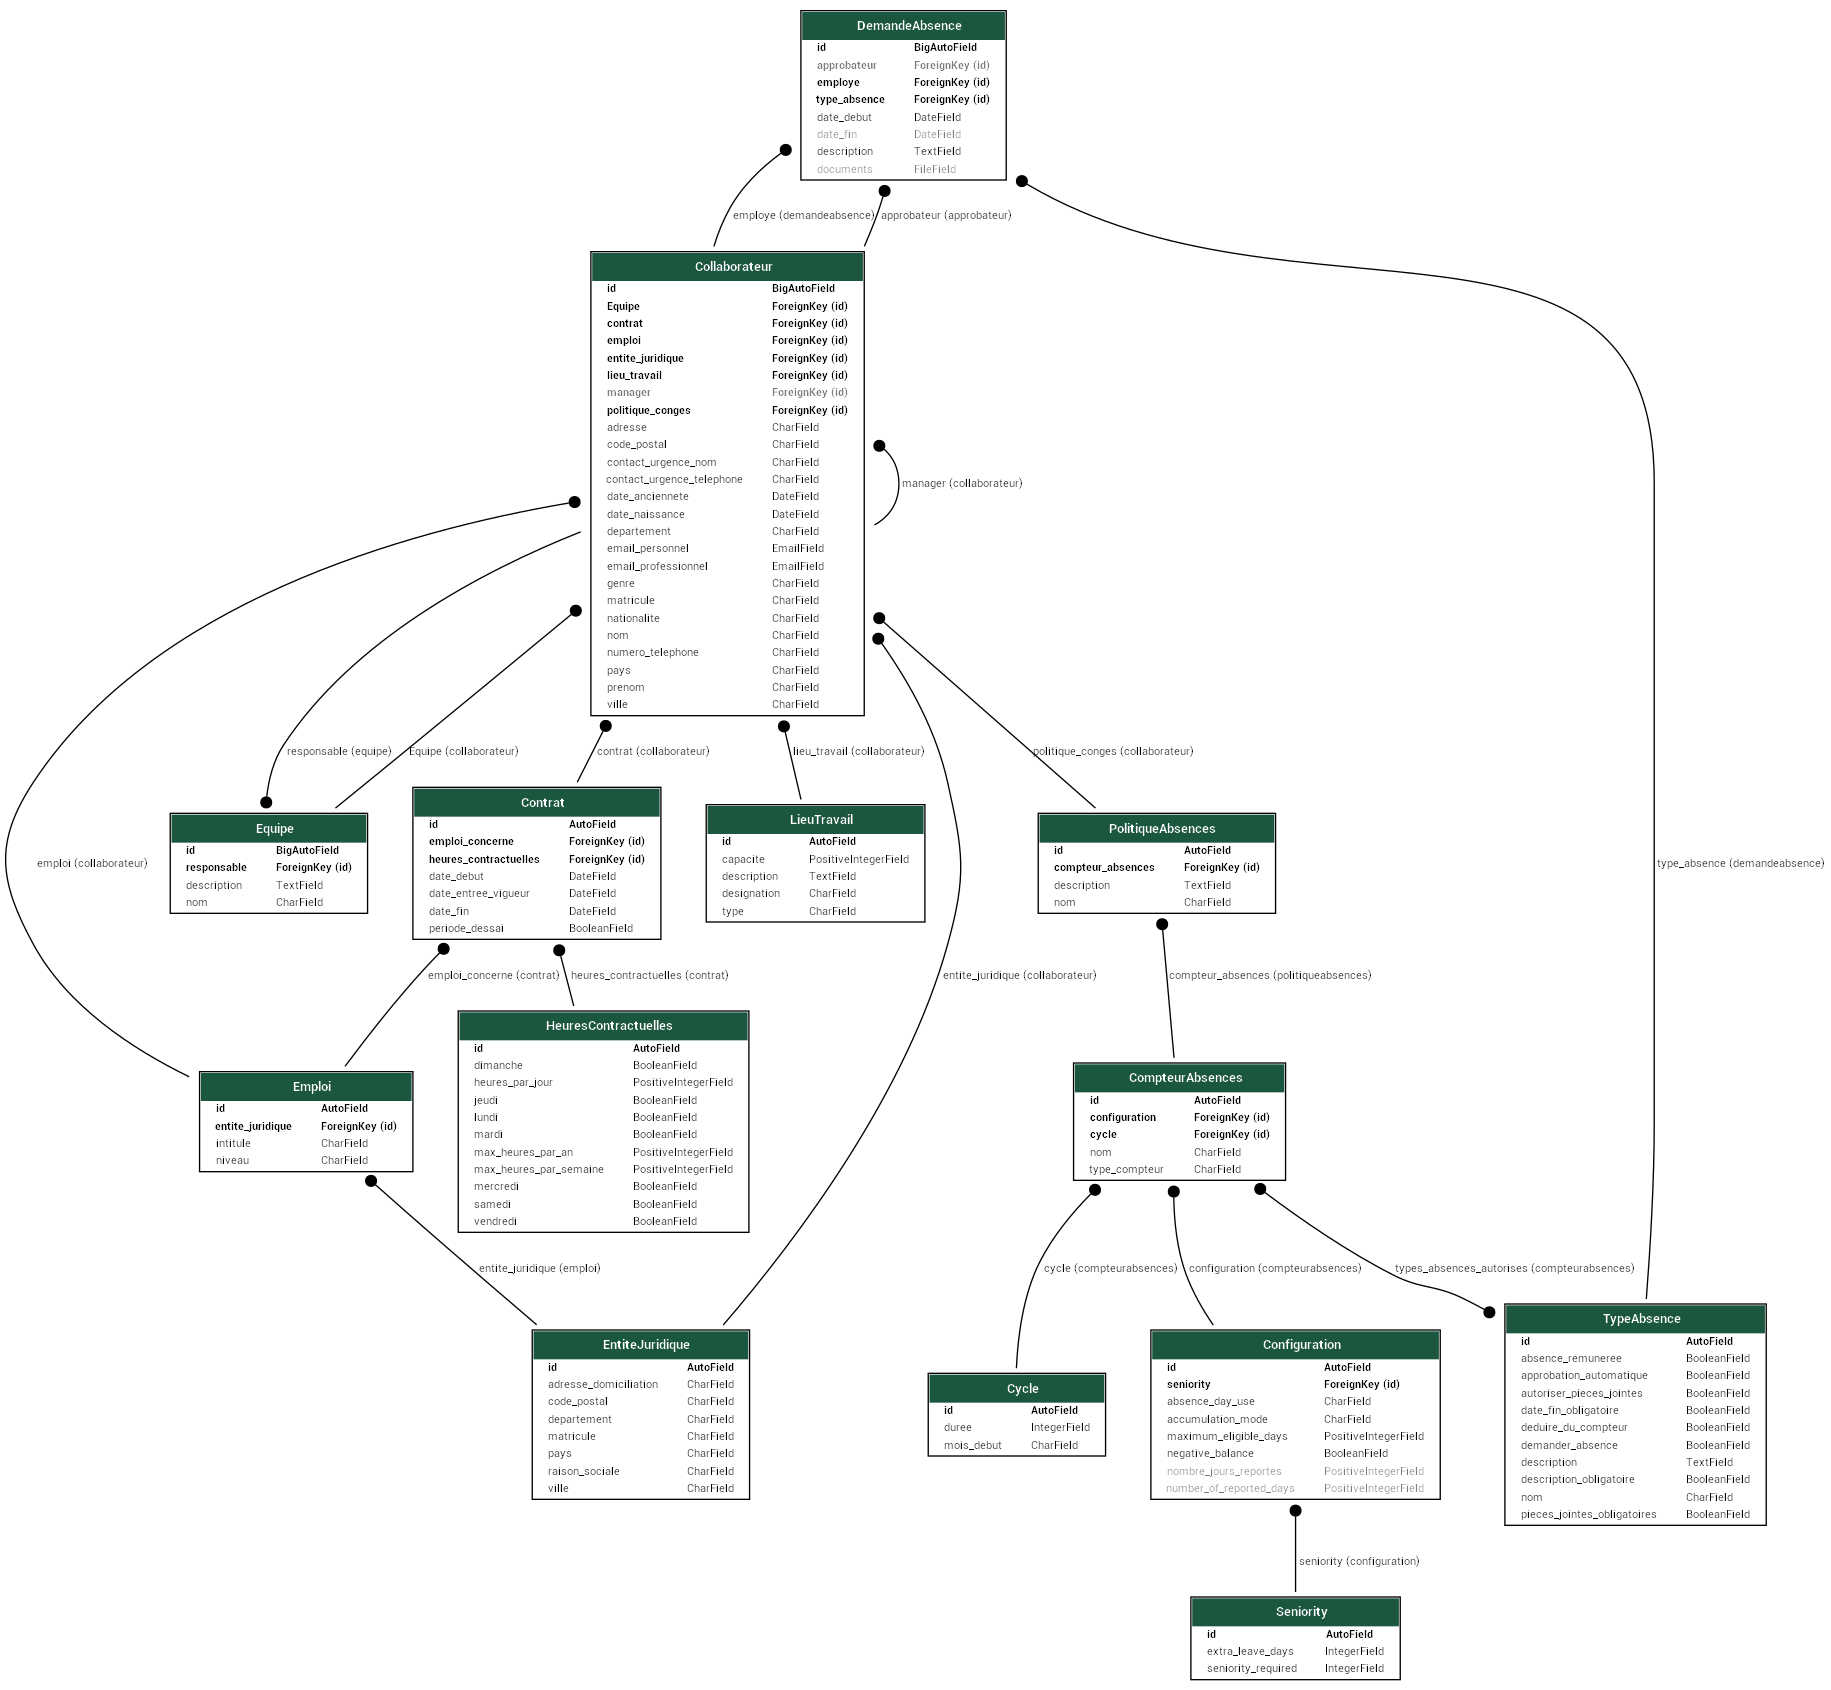 DemandeAbsence
id BigAutoField
approbateur ForeignKey (id)
employe ForeignKey (id)
type_absence ForeignKey (id)
date_debut DateField
date_fin DateField
description TextField
documents FileField
employe (demandeabsence) approbateur (approbateur)
Collaborateur
id BigAutoField
Equipe ForeignKey (id)
contrat ForeignKey (id)
emploi ForeignKey (id)
entite_juridique ForeignKey (id)
lieu_travail ForeignKey (id)
manager ForeignKey (id)
politique_conges ForeignKey (id)
adresse CharField
code_postal CharField
contact_urgence_nom CharField
contact_urgence_telephone CharField
date_anciennete DateField
date_naissance DateField
departement CharField
email_personnel EmailField
email_professionnel EmailField
genre CharField
matricule CharField
nationalite CharField
nom CharField
numero_telephone CharField
pays CharField
prenom CharField
ville CharField
manager (collaborateur)
responsable (equipe) Equipe (collaborateur) contrat (collaborateur) lieu_travail (collaborateur) politique_conges (collaborateur)
emploi (collaborateur)
Equipe
id BigAutoField
responsable ForeignKey (id)
description TextField
nom CharField
Contrat
id AutoField
emploi_concerne ForeignKey (id)
heures_contractuelles ForeignKey (id)
date_debut DateField
date_entree_vigueur DateField
date_fin DateField
periode_dessai BooleanField
LieuTravail
id AutoField
capacite PositiveIntegerField
description TextField
designation CharField
type CharField
PolitiqueAbsences
id AutoField
compteur_absences ForeignKey (id)
description TextField
nom CharField
type_absence (demandeabsence)
emploi_concerne (contrat) heures_contractuelles (contrat) entite_juridique (collaborateur) compteur_absences (politiqueabsences)
Emploi
id AutoField
entite_juridique ForeignKey (id)
intitule CharField
niveau CharField
HeuresContractuelles
id AutoField
dimanche BooleanField
heures_par_jour PositiveIntegerField
jeudi BooleanField
lundi BooleanField
mardi BooleanField
max_heures_par_an PositiveIntegerField
max_heures_par_semaine PositiveIntegerField
mercredi BooleanField
samedi BooleanField
vendredi BooleanField
CompteurAbsences
id AutoField
configuration ForeignKey (id)
cycle ForeignKey (id)
nom CharField
type_compteur CharField
entite_juridique (emploi) cycle (compteurabsences) configuration (compteurabsences) types_absences_autorises (compteurabsences)
EntiteJuridique
id AutoField
adresse_domiciliation CharField
code_postal CharField
departement CharField
matricule CharField
pays CharField
raison_sociale CharField
ville CharField
Cycle
id AutoField
duree IntegerField
mois_debut CharField
Configuration
id AutoField
seniority ForeignKey (id)
absence_day_use CharField
accumulation_mode CharField
maximum_eligible_days PositiveIntegerField
negative_balance BooleanField
nombre_jours_reportes PositiveIntegerField
number_of_reported_days PositiveIntegerField
TypeAbsence
id AutoField
absence_remuneree BooleanField
approbation_automatique BooleanField
autoriser_pieces_jointes BooleanField
date_fin_obligatoire BooleanField
deduire_du_compteur BooleanField
demander_absence BooleanField
description TextField
description_obligatoire BooleanField
nom CharField
pieces_jointes_obligatoires BooleanField
seniority (configuration)
Seniority
id AutoField
extra_leave_days IntegerField
seniority_required IntegerField